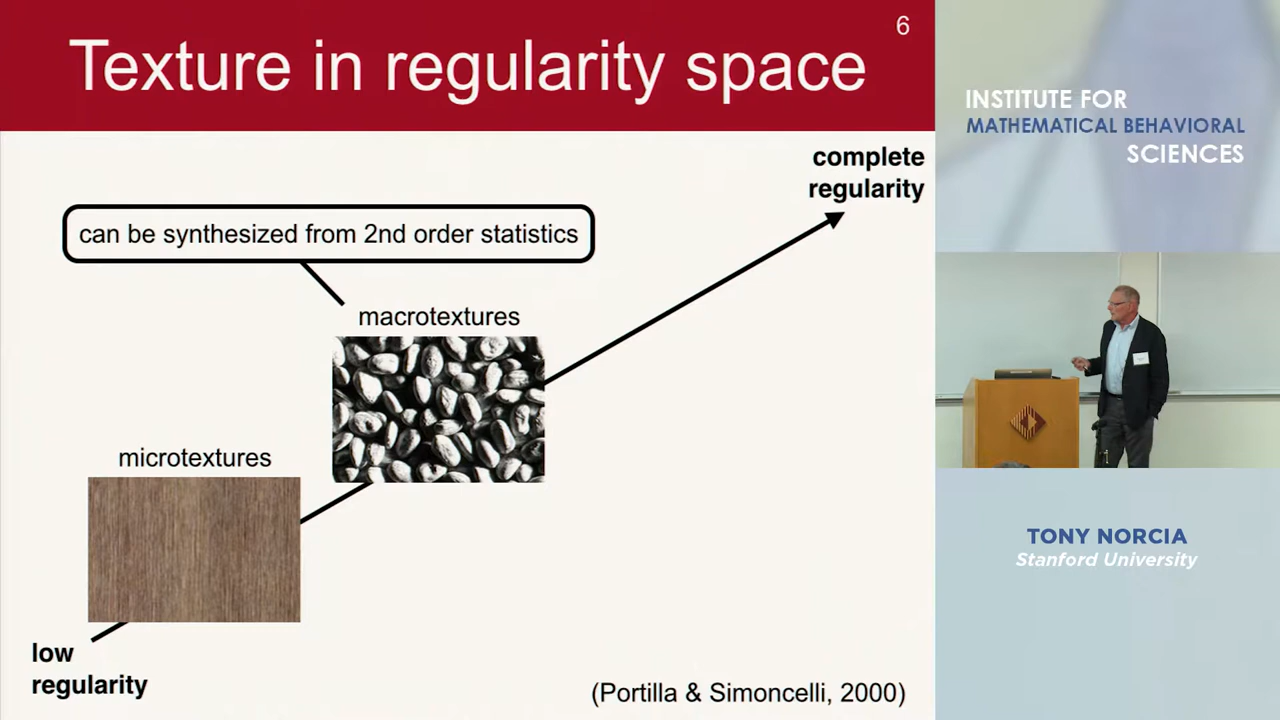 6
Texture in regularity space
complete
regularity
can be synthesized from 2nd order statistics
macrotextures
microtextures
low
regularity
(Portilla & Simoncelli, 2000)
INSTITUTE FOR
MATHEMATICAL BEHAVIORAL
SCIENCES
TONY NORCIA
Stanford University